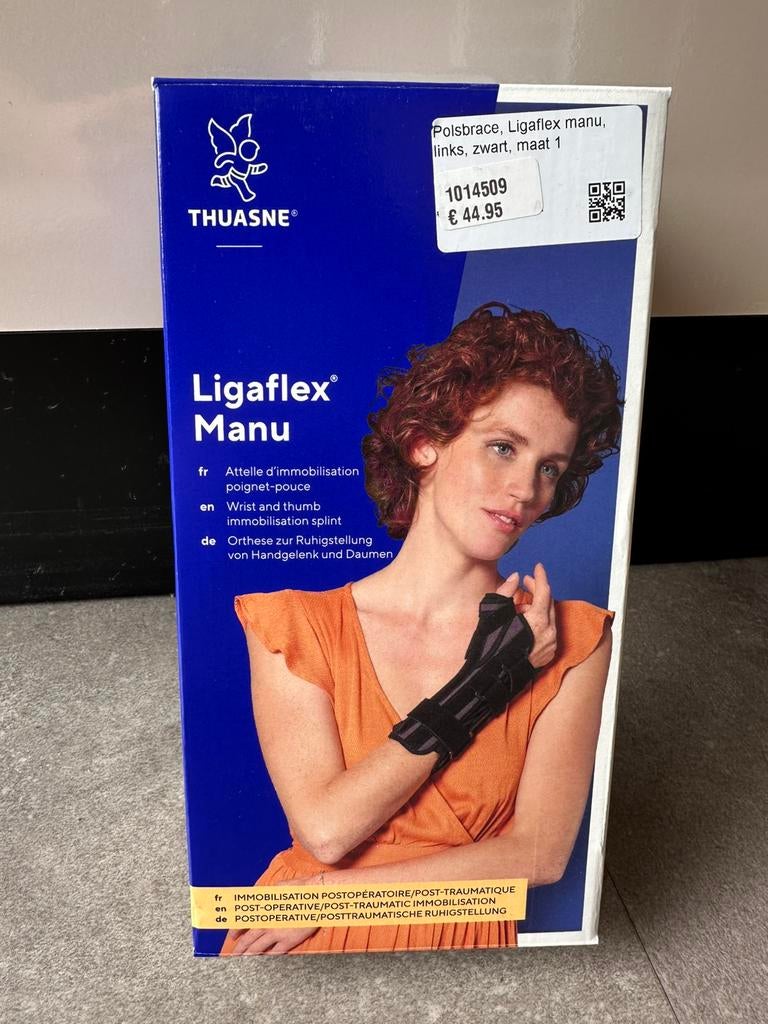 THUASNE®
Polsbrace, Ligaflex manu,
links, zwart, maat 1
1014509
€ 44.95
Ligaflex®
Manu
fr Attelle d'immobilisation
poignet-pouce
en Wrist and thumb
immobilisation splint
de Orthese zur Ruhigstellung
von Handgelenk und Daumen
fr IMMOBILISATION POSTOPÉRATOIRE/POST-TRAUMATIQUE
en POST-OPERATIVE/POST-TRAUMATIC IMMOBILISATION
de POSTOPERATIVE/POSTTRAUMATISCHE RUHIGSTELLUNG